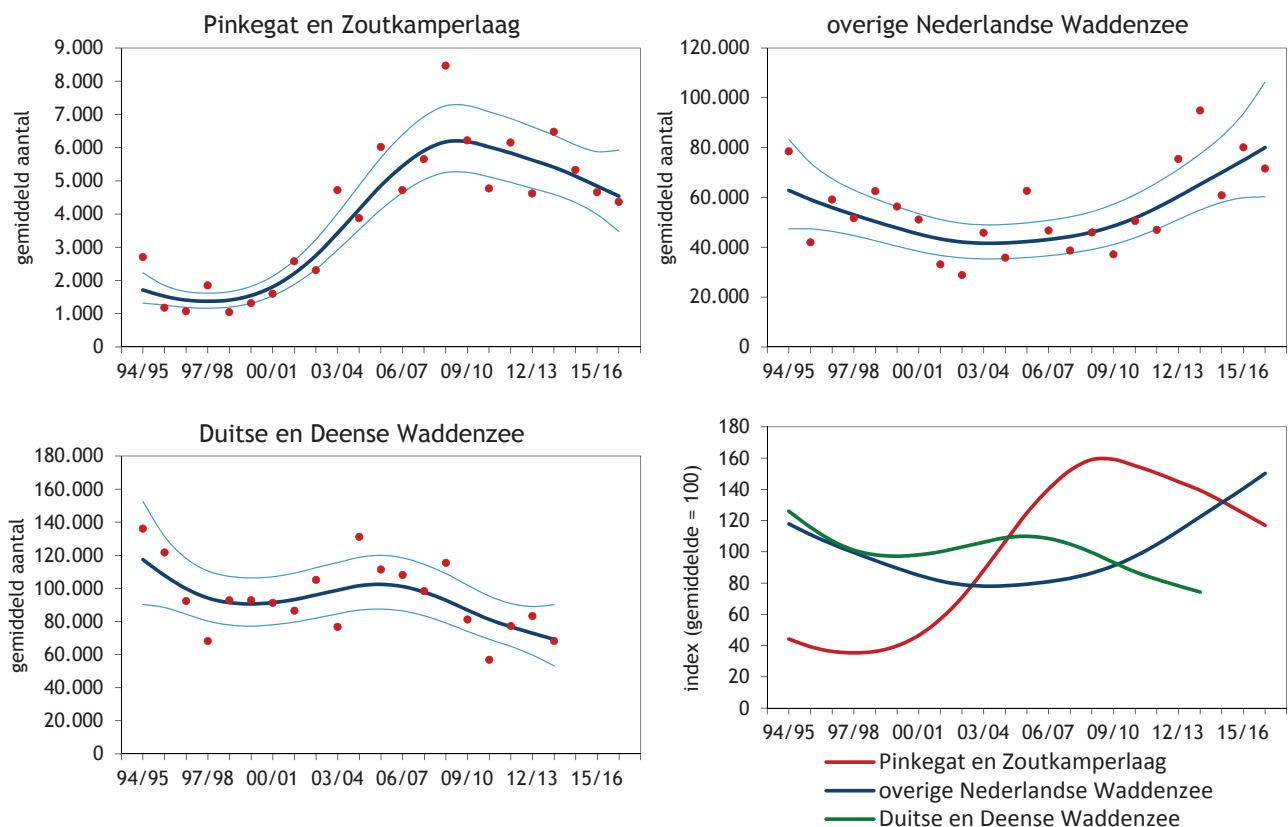 Pinkegat en Zoutkamperlaag
gemiddeld aantal
9.000
8.000
7.000
6.000
5.000
4.000
3.000
2.000
1.000
0
94/95 97/98 00/01 03/04 06/07 09/10 12/13 15/16
overige Nederlandse Waddenzee
gemiddeld aantal
120.000
100.000
80.000
60.000
40.000
20.000
0
94/95 97/98 00/01 03/04 06/07 09/10 12/13 15/16
Duitse en Deense Waddenzee
gemiddeld aantal
180.000
160.000
140.000
120.000
100.000
80.000
60.000
40.000
20.000
0
94/95 97/98 00/01 03/04 06/07 09/10 12/13 15/16
index (gemiddelde = 100)
180
160
140
120
100
80
60
40
20
0
94/95 97/98 00/01 03/04 06/07 09/10 12/13 15/16
Pinkegat en Zoutkamperlaag
overige Nederlandse Waddenzee
Duitse en Deense Waddenzee